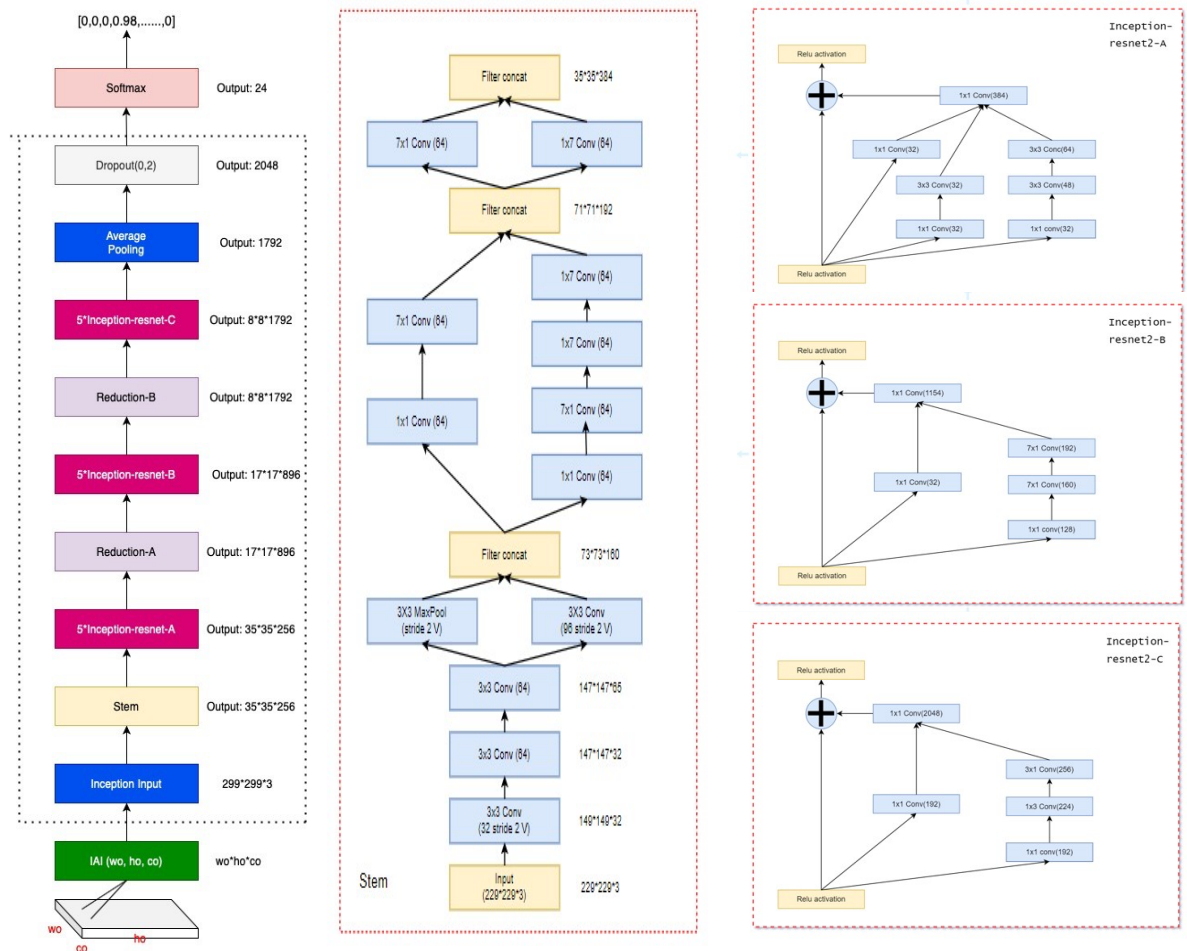 [0,0,0,0.98,......,0]
Softmax
Output: 24
Dropout(0,2)
Output: 2048
Average
Pooling
Output: 1792
5*Inception-resnet-C
Output: 8*8*1792
Reduction-B
Output: 8*8*1792
5*Inception-resnet-B
Output: 17*17*896
Reduction-A
Output: 17*17*896
5*Inception-resnet-A
Output: 35*35*256
Stem
Output: 35*35*256
Inception Input
299*299*3
IAI (wo, ho, co)
wo*ho*co
wo
ho
co
Filter concat
35*35*384
7x1 Conv (64)
1x7 Conv (64)
Filter concat
71*71*192
1x7 Conv (64)
7x1 Conv (64)
1x7 Conv (64)
7x1 Conv (64)
1x1 Conv (64)
1x1 Conv (64)
Filter concat
73*73*160
3X3 MaxPool
(stride 2 V)
3X3 Conv
(96 stride 2 V)
3x3 Conv (64)
147*147*65
3x3 Conv (64)
147*147*32
3x3 Conv
(32 stride 2 V)
149*149*32
Stem
Input
(229*229*3)
229*229*3
Inception-
resnet2-A
Relu activation
1x1 Conv(384)
1x1 Conv(32)
3x3 Conc(64)
3x3 Conv(32)
3x3 Conv(48)
1x1 Conv(32)
1x1 conv(32)
Relu activation
Inception-
resnet2-B
Relu activation
1x1 Conv(1154)
7x1 Conv(192)
1x1 Conv(32)
7x1 Conv(160)
1x1 conv(128)
Relu activation
Inception-
resnet2-C
Relu activation
1x1 Conv(2048)
3x1 Conv(256)
1x1 Conv(192)
1x3 Conv(224)
1x1 conv(192)
Relu activation